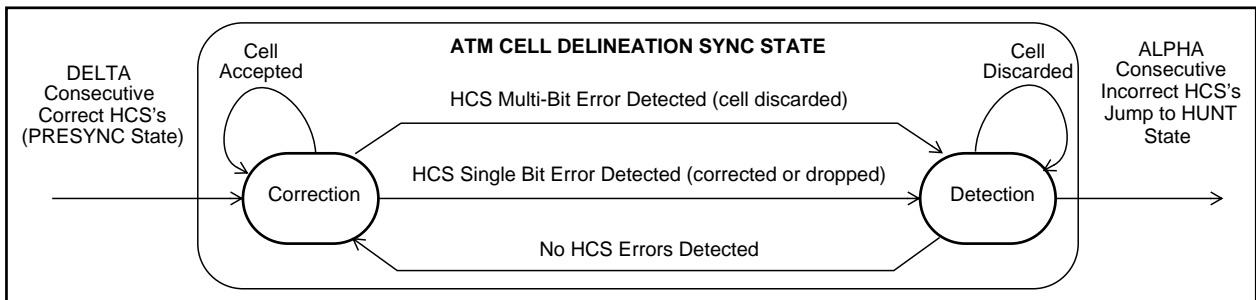 ATM CELL DELINEATION SYNC STATE
DELTA
Consecutive
Correct HCS's
(PRESYNC State)
Cell
Accepted
Cell
Discarded
ALPHA
Consecutive
Incorrect HCS's
Jump to HUNT
State
HCS Multi-Bit Error Detected (cell discarded)
Correction
HCS Single Bit Error Detected (corrected or dropped)
Detection
No HCS Errors Detected